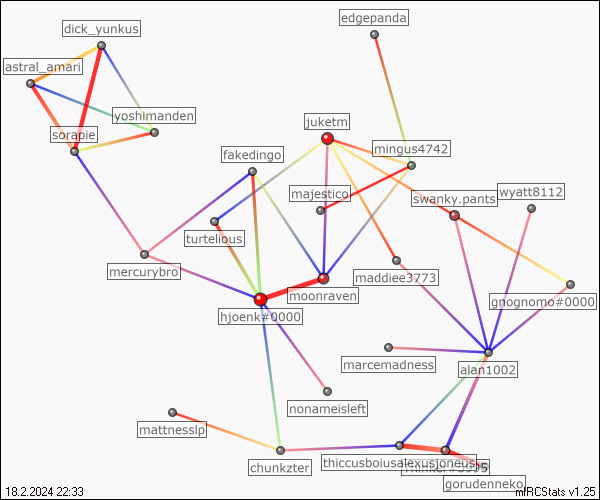 edgepanda
dick_yunkus
astral_amari
yoshimanden
juketm
sorapie
mingus4742
fakedingo
majestico
swanky.pants
wyatt8112
turtelious
mercurybro
maddiee3773
moonraven
gnognomo#0000
hjoenk#0000
marcemadness
alan1002
nonameisleft
mattnesslp
thiccusboiusalexusjoneus
chunkzter
gorudenneko
18.2.2024 22:33
mIRCStats v1.25